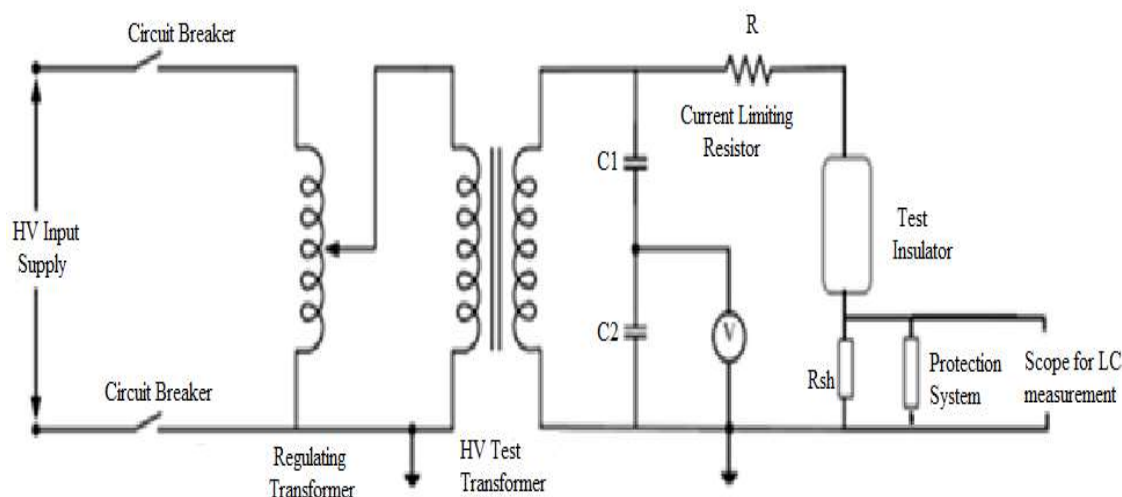 Circuit Breaker
R
Current Limiting
Resistor
C1
HV Input
Supply
Test
Insulator
C2
V
Rsh
Protection
System
Scope for LC
measurement
Circuit Breaker
Regulating
Transformer
HV Test
Transformer